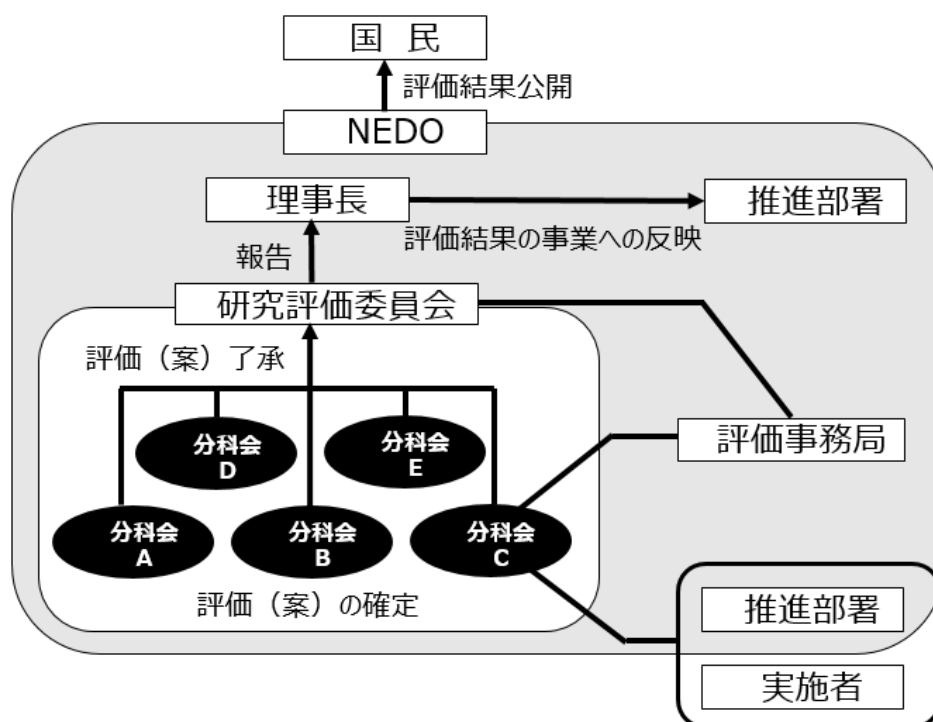 国 民
評価結果公開
NEDO
理事長
推進部署
評価結果の事業への反映
報告
研究評価委員会
評価（案）了承
分科会
D
分科会
E
評価事務局
分科会
A
分科会
B
分科会
C
評価（案）の確定
推進部署
実施者